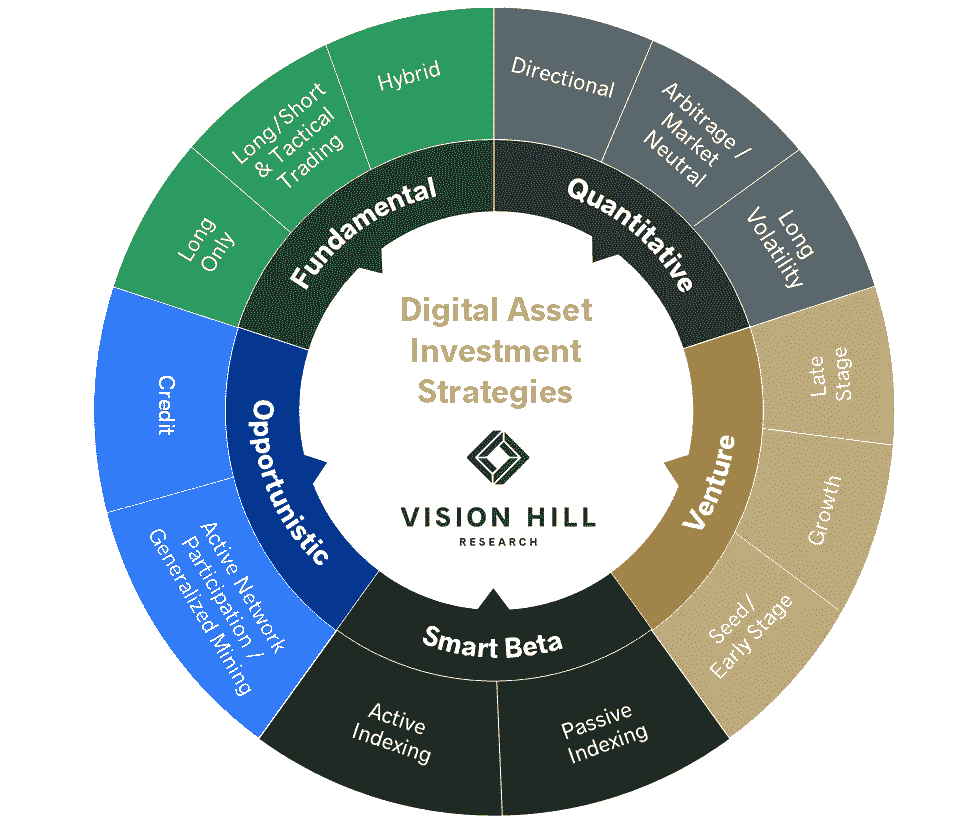 Digital Asset
Investment
Strategies
VISION HILL
RESEARCH
Fundamental
Long
Only
Long/Short
& Tactical
Trading
Hybrid
Quantitative
Directional
Arbitrage /
Market
Neutral
Long
Volatility
Venture
Late
Stage
Growth
Seed/
Early Stage
Smart Beta
Passive
Indexing
Active
Indexing
Opportunistic
Active Network
Participation /
Generalized Mining
Credit